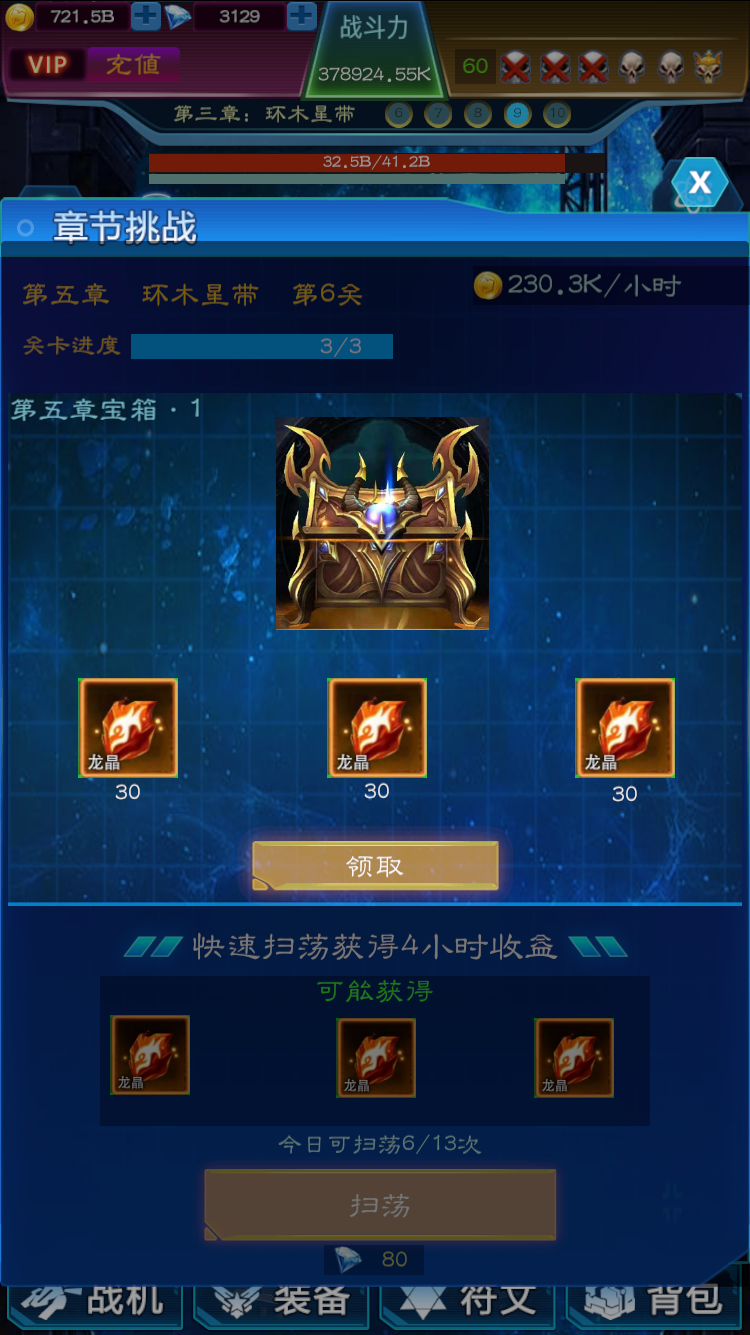 721.5B
3129
战斗力
378924.55K
VIP
充值
60
第三章：环木星带
6 7 8 9 10
32.5B/41.2B
X
章节挑战
第五章 环木星带 第6关
230.3K/小时
关卡进度
3/3
第五章宝箱·1
龙晶 龙晶 龙晶
30 30 30
领取
快速扫荡获得4小时收益
可能获得
龙晶 龙晶 龙晶
今日可扫荡6/13次
扫荡
80
战机 装备 符文 背包